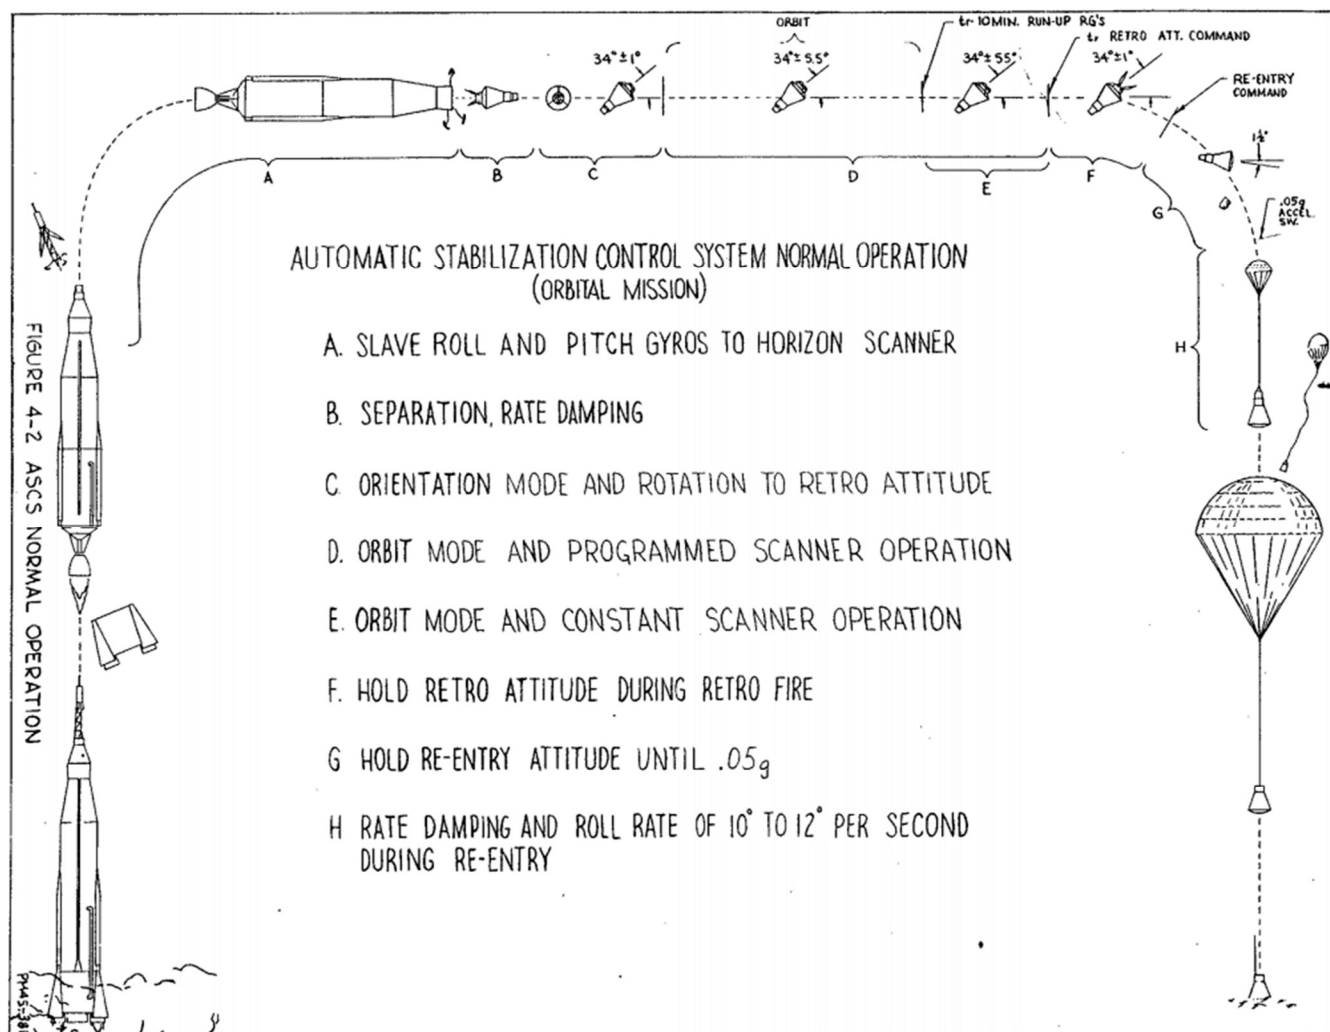 ORBIT
tr-10MIN. RUN-UP RG'S
tr RETRO ATT. COMMAND
34°±1°
34°±5.5°
34°±55°
34°±1°
RE-ENTRY
COMMAND
1½°
.05g
ACCEL.
SW.
A
B
C
D
E
F
G
H
AUTOMATIC STABILIZATION CONTROL SYSTEM NORMAL OPERATION
(ORBITAL MISSION)
A. SLAVE ROLL AND PITCH GYROS TO HORIZON SCANNER
B. SEPARATION, RATE DAMPING
C. ORIENTATION MODE AND ROTATION TO RETRO ATTITUDE
D. ORBIT MODE AND PROGRAMMED SCANNER OPERATION
E. ORBIT MODE AND CONSTANT SCANNER OPERATION
F. HOLD RETRO ATTITUDE DURING RETRO FIRE
G HOLD RE-ENTRY ATTITUDE UNTIL .05g
H RATE DAMPING AND ROLL RATE OF 10° TO 12° PER SECOND
DURING RE-ENTRY
FIGURE 4-2 ASCS NORMAL OPERATION